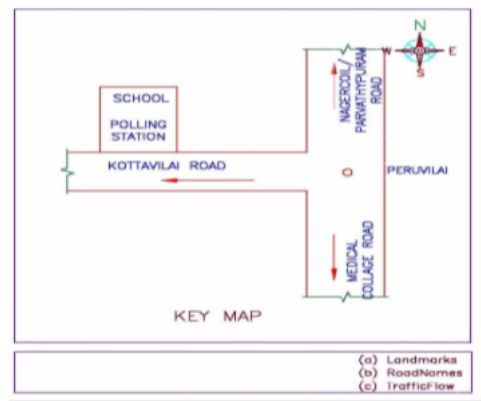 N
W E
S
SCHOOL
POLLING
STATION
NAGERCOIL/
PARVATHYPURAM
ROAD
KOTTAVILAI ROAD
PERUVILAI
MEDICAL
COLLAGE ROAD
KEY MAP
(a) Landmarks
(b) RoadNames
(c) TrafficFlow